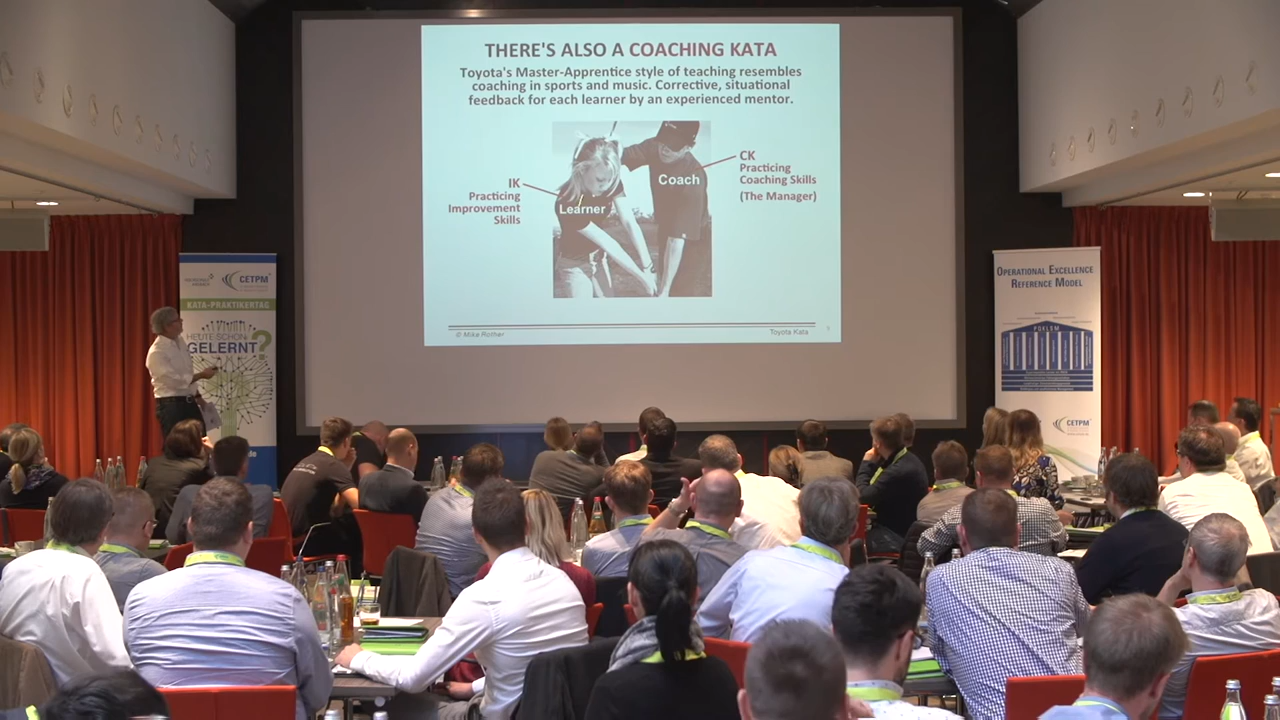 THERE'S ALSO A COACHING KATA
Toyota's Master-Apprentice style of teaching resembles
coaching in sports and music. Corrective, situational
feedback for each learner by an experienced mentor.
IK
Practicing
Improvement
Skills
Learner
Coach
CK
Practicing
Coaching Skills
(The Manager)
© Mike Rother
Toyota Kata
7
CETPM
KATA-PRAKTIKERTAG
HEUTE SCHON
GELERNT?
OPERATIONAL EXCELLENCE
REFERENCE MODEL
CETPM